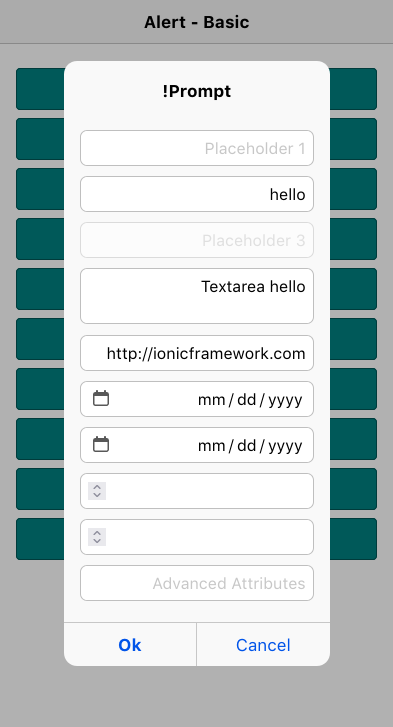 Alert - Basic
!Prompt
Placeholder 1
hello
Placeholder 3
Textarea hello
http://ionicframework.com
mm/dd/yyyy
mm/dd/yyyy
Advanced Attributes
Ok
Cancel